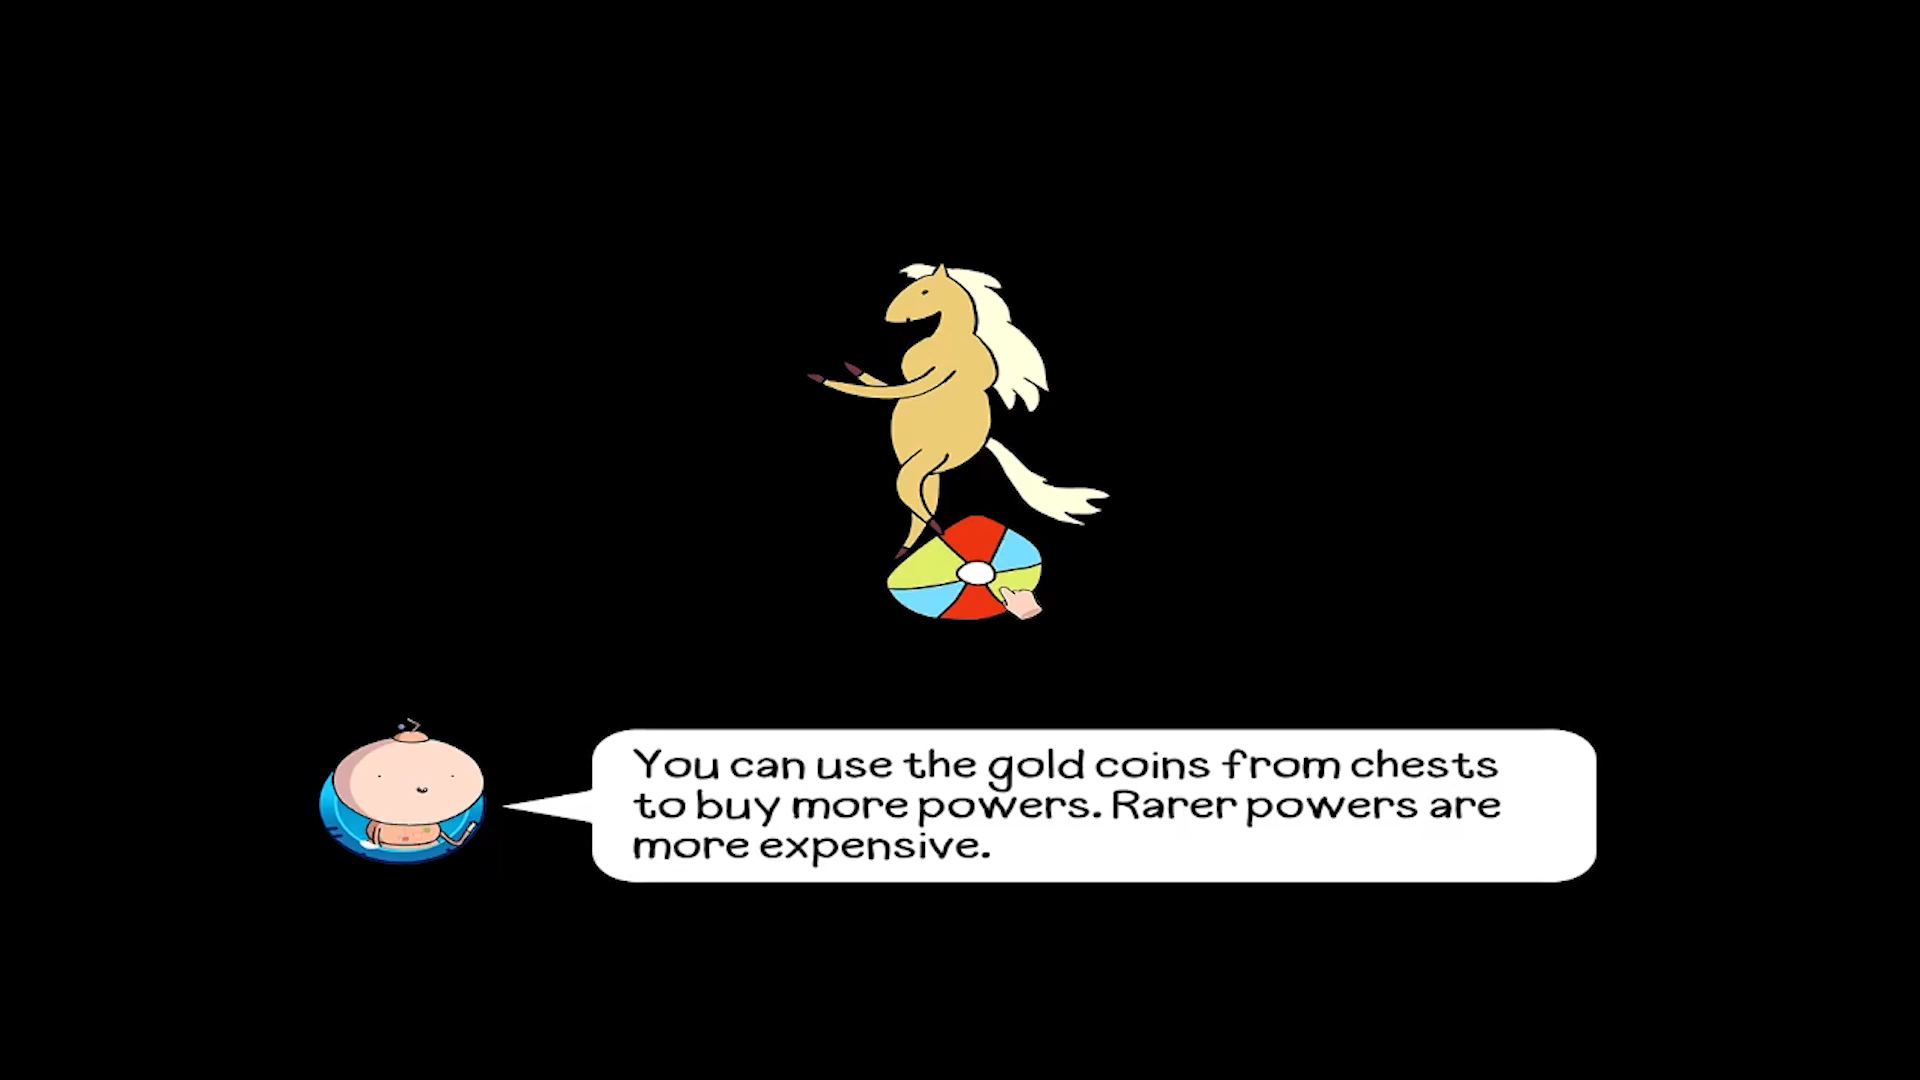 You can use the gold coins from chests
to buy more powers. Rarer powers are
more expensive.